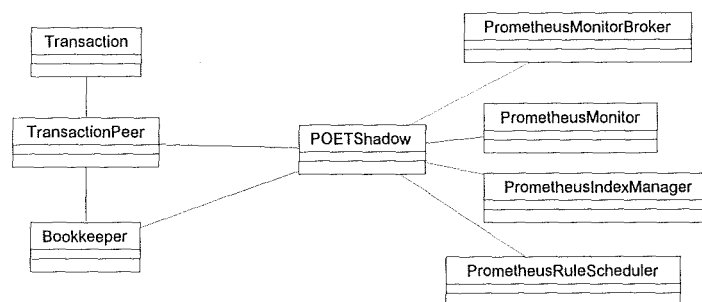 PrometheusMonitorBroker
Transaction
PrometheusMonitor
TransactionPeer
POETShadow
PrometheusIndexManager
Bookkeeper
PrometheusRuleScheduler